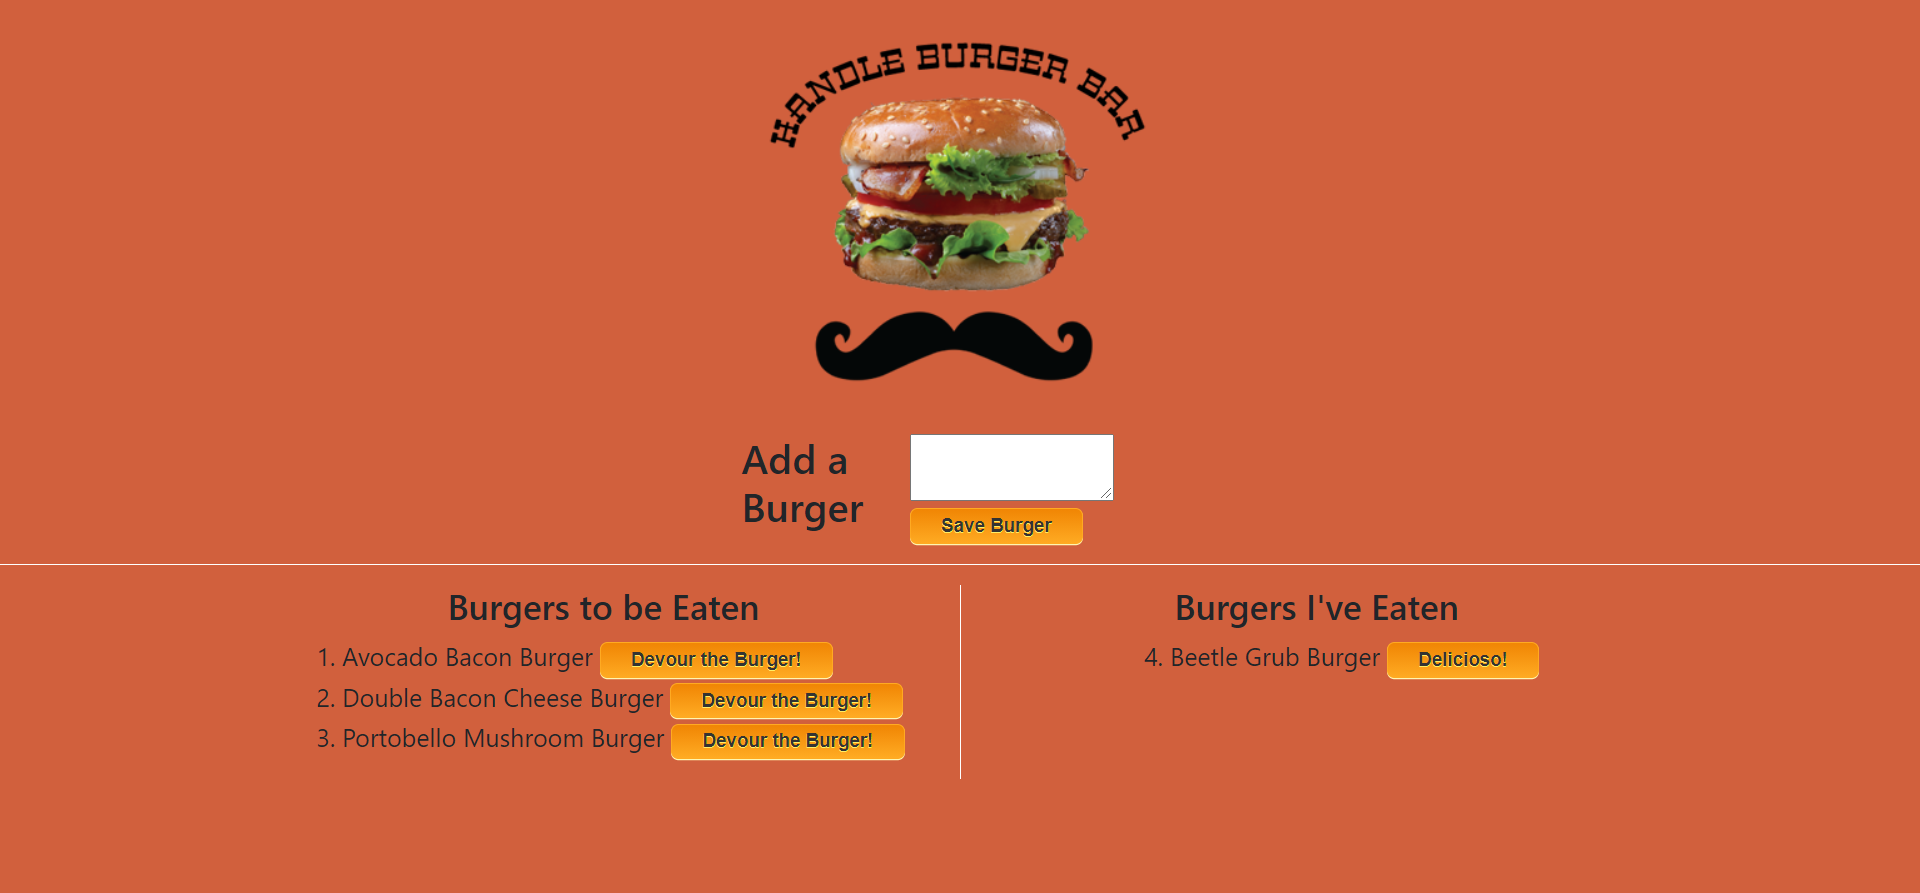 HANDLE BURGER BAR
Add a
Burger
Save Burger
Burgers to be Eaten
1. Avocado Bacon Burger Devour the Burger!
2. Double Bacon Cheese Burger Devour the Burger!
3. Portobello Mushroom Burger Devour the Burger!
Burgers I've Eaten
4. Beetle Grub Burger Delicioso!